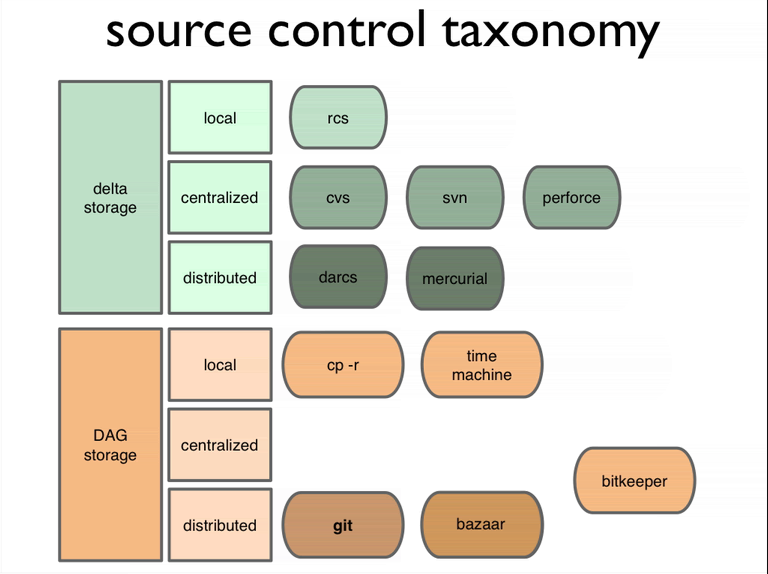 source control taxonomy
delta
storage
local
rcs
centralized
cvs
svn
perforce
distributed
darcs
mercurial
DAG
storage
local
cp -r
time
machine
centralized
bitkeeper
distributed
git
bazaar